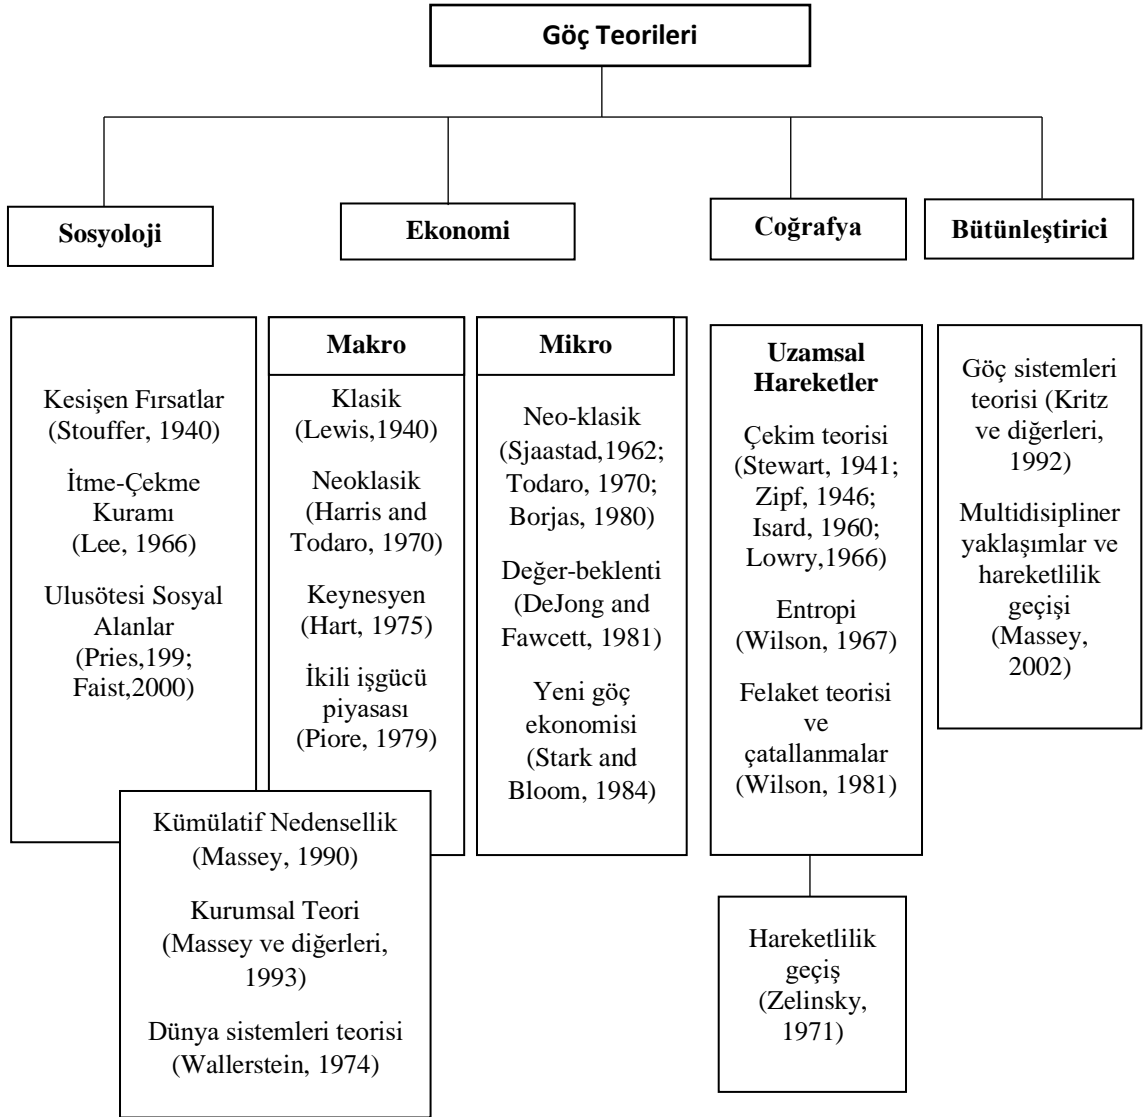 Göç Teorileri
Sosyoloji
Ekonomi
Coğrafya
Bütünleştirici
Kesişen Fırsatlar
(Stouffer, 1940)
İtme-Çekme
Kuramı
(Lee, 1966)
Ulusötesi Sosyal
Alanlar
(Pries,199;
Faist,2000)
Makro
Klasik
(Lewis,1940)
Neoklasik
(Harris and
Todaro, 1970)
Keynesyen
(Hart, 1975)
İkili işgücü
piyasası
(Piore, 1979)
Kümülatif Nedensellik
(Massey, 1990)
Kurumsal Teori
(Massey ve diğerleri,
1993)
Dünya sistemleri teorisi
(Wallerstein, 1974)
Mikro
Neo-klasik
(Sjaastad,1962;
Todaro, 1970;
Borjas, 1980)
Değer-beklenti
(DeJong and
Fawcett, 1981)
Yeni göç
ekonomisi
(Stark and
Bloom, 1984)
Uzamsal
Hareketler
Çekim teorisi
(Stewart, 1941;
Zipf, 1946;
Isard, 1960;
Lowry,1966)
Entropi
(Wilson, 1967)
Felaket teorisi
ve
çatallanmalar
(Wilson, 1981)
Hareketlilik
geçiş
(Zelinsky,
1971)
Göç sistemleri
teorisi (Kritz
ve diğerleri,
1992)
Multidisipliner
yaklaşımlar ve
hareketlilik
geçişi
(Massey,
2002)